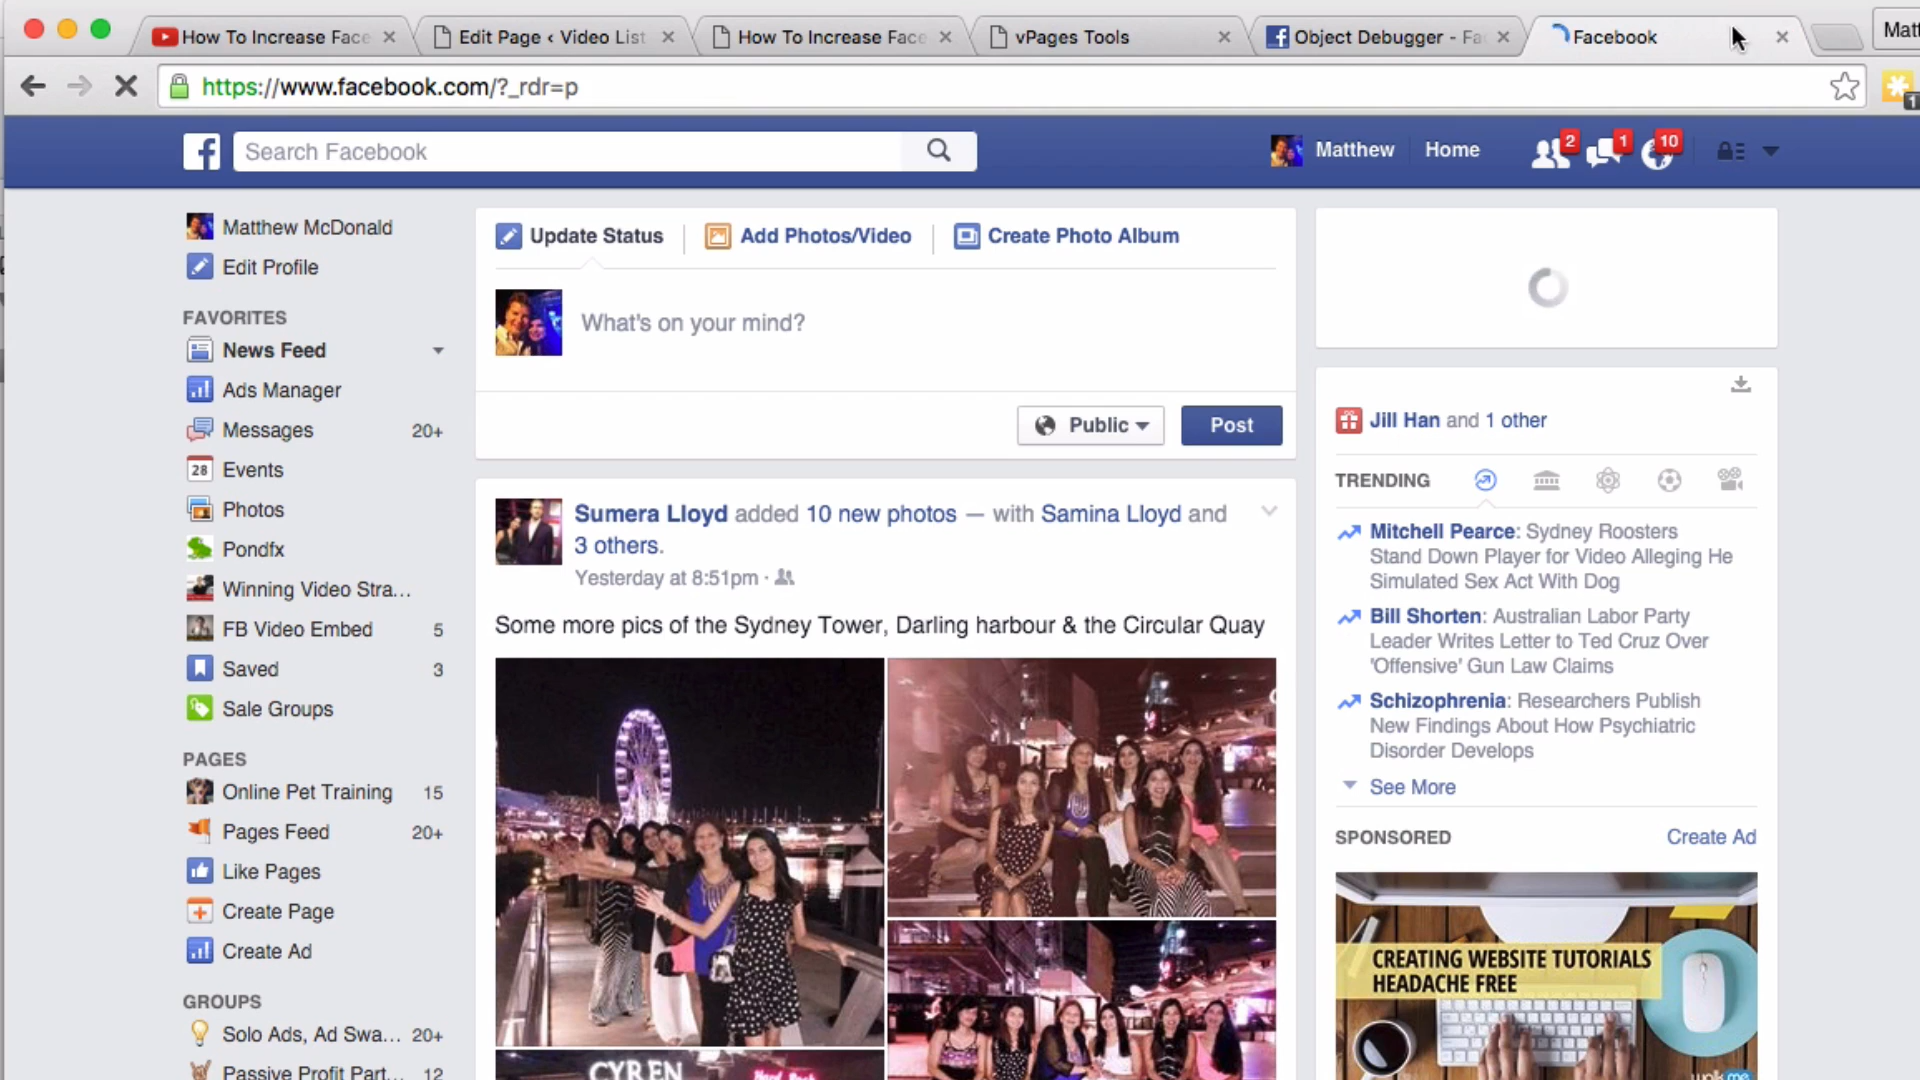 How To Increase Face
Edit Page ‹ Video List
How To Increase Face
vPages Tools
Object Debugger - Fa
Facebook
Matt
https://www.facebook.com/?_rdr=p
1
Search Facebook
Matthew
Home
2
1
10
Matthew McDonald
Edit Profile
FAVORITES
News Feed
Ads Manager
Messages 20+
28 Events
Photos
Pondfx
Winning Video Stra...
FB Video Embed 5
Saved 3
Sale Groups
PAGES
Online Pet Training 15
Pages Feed 20+
Like Pages
Create Page
Create Ad
GROUPS
Solo Ads, Ad Swa... 20+
Passive Profit Part... 12
Update Status
Add Photos/Video
Create Photo Album
What's on your mind?
Public
Post
Sumera Lloyd added 10 new photos — with Samina Lloyd and
3 others.
Yesterday at 8:51pm ·
Some more pics of the Sydney Tower, Darling harbour & the Circular Quay
CYREN
Hard Rock
Jill Han and 1 other
TRENDING
Mitchell Pearce: Sydney Roosters
Stand Down Player for Video Alleging He
Simulated Sex Act With Dog
Bill Shorten: Australian Labor Party
Leader Writes Letter to Ted Cruz Over
'Offensive' Gun Law Claims
Schizophrenia: Researchers Publish
New Findings About How Psychiatric
Disorder Develops
See More
SPONSORED
Create Ad
CREATING WEBSITE TUTORIALS
HEADACHE FREE
walkme